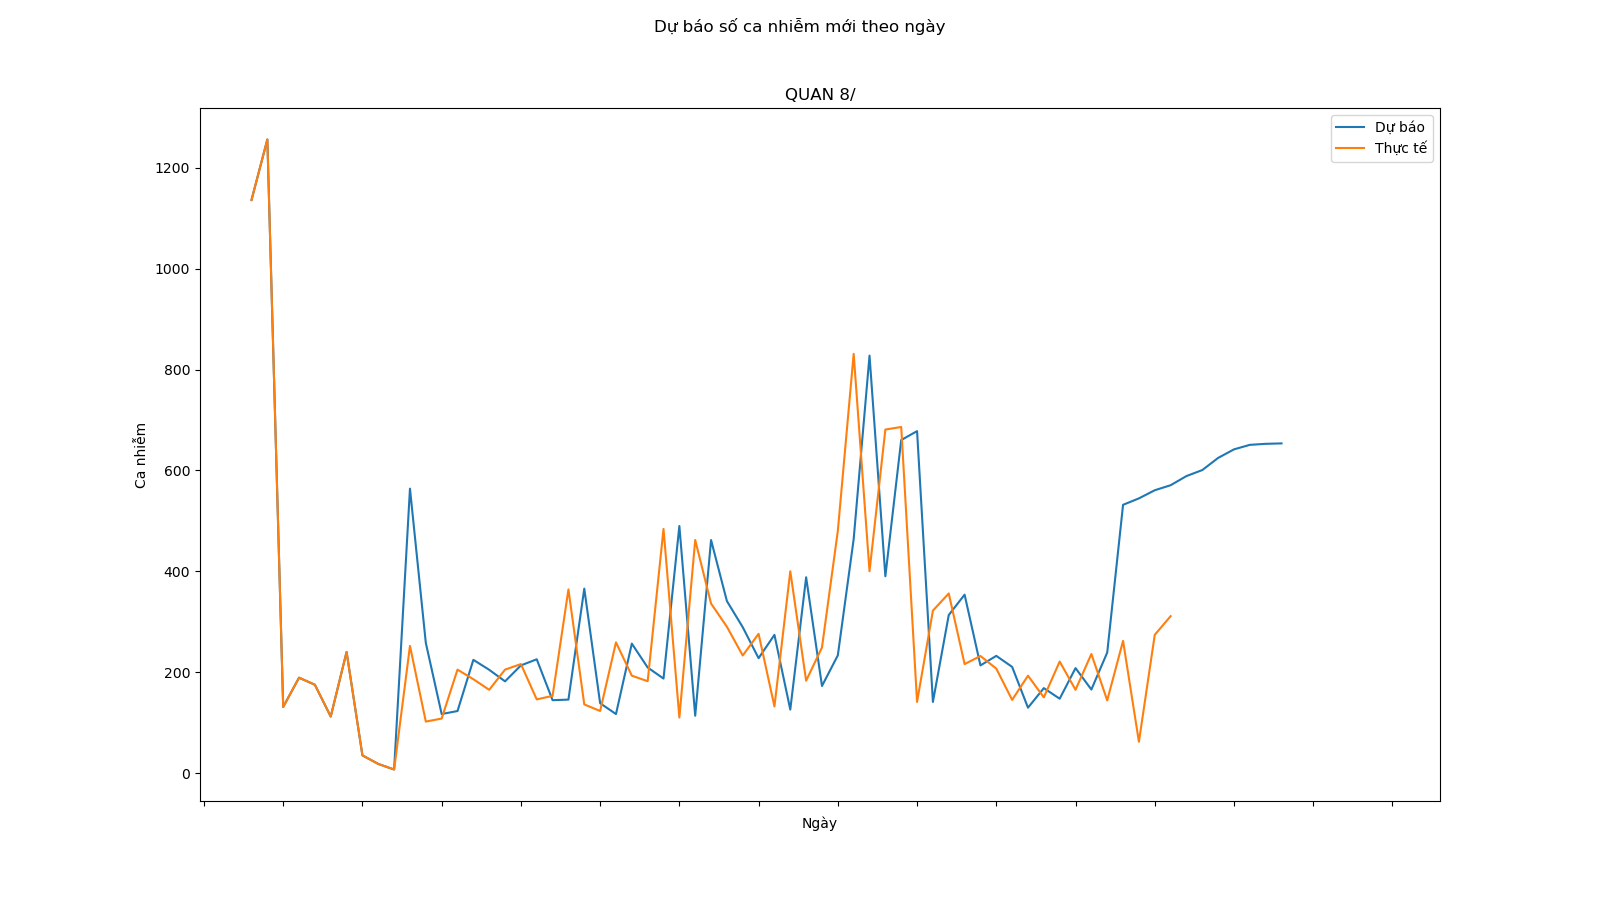 Dự báo số ca nhiễm mới theo ngày
QUAN 8/
Dự báo
Thực tế
1200
1000
800
600
400
200
0
Ca nhiễm
Ngày